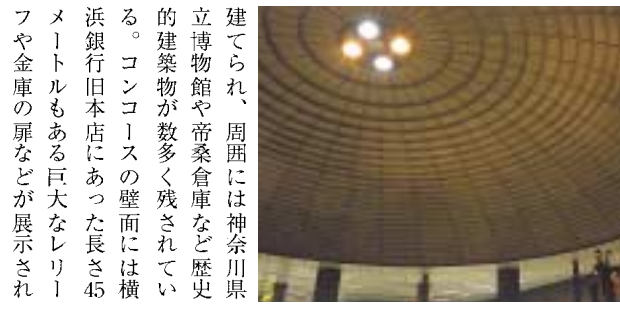 建てられ、周囲には神奈川県
立博物館や帝桑倉庫など歴史
的建築物が数多く残されてい
る。コンコースの壁面には横
浜銀行旧本店にあった長さ45
メートルもある巨大なレリー
フや金庫の扉などが展示され